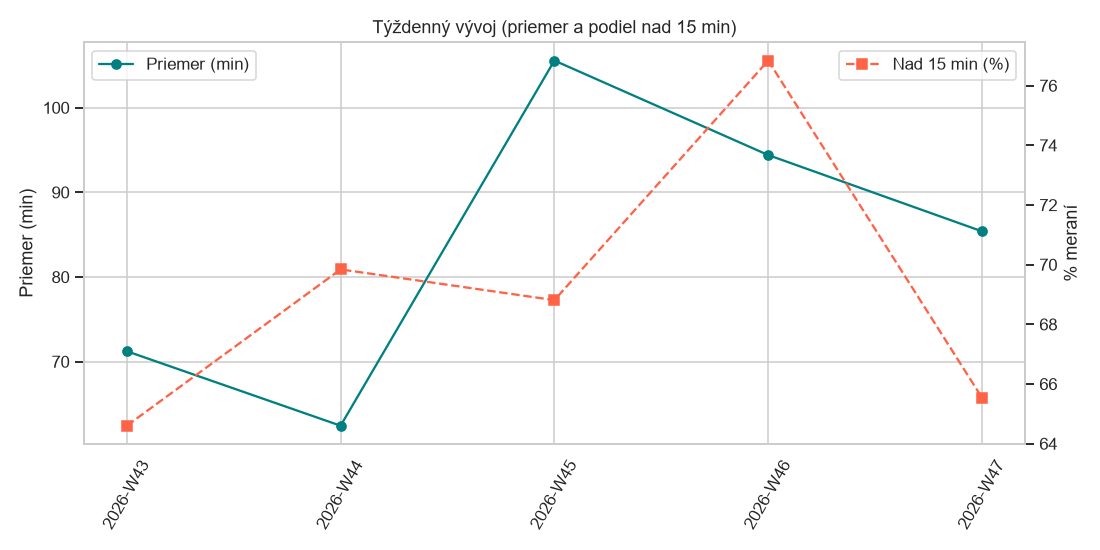 Týždenný vývoj (priemer a podiel nad 15 min)
Priemer (min)
Nad 15 min (%)
Priemer (min)
100
90
80
70
% meraní
76
74
72
70
68
66
64
2026-W43
2026-W44
2026-W45
2026-W46
2026-W47